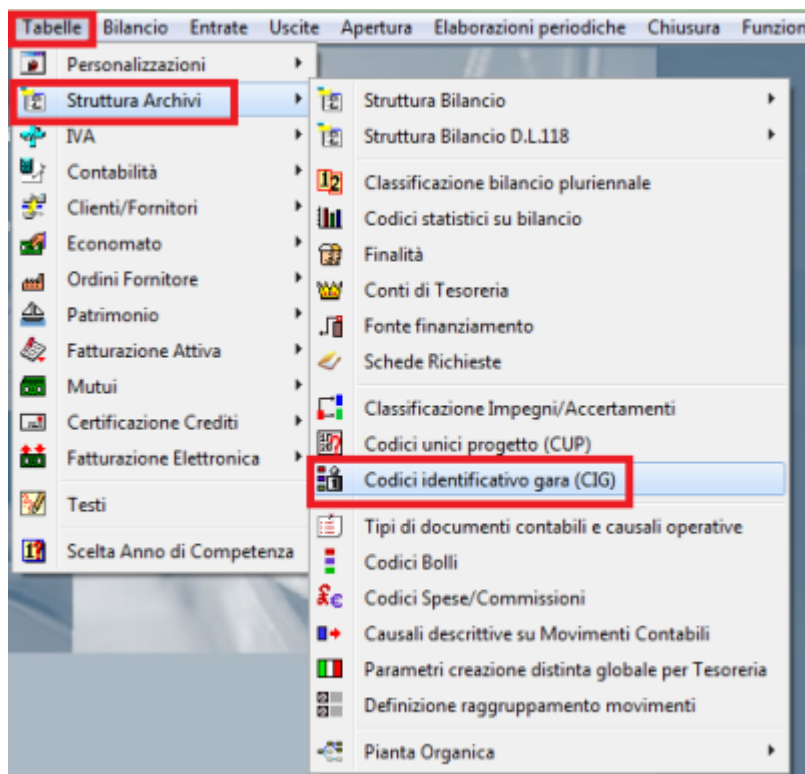 Tabelle Bilancio Entrate Uscite Apertura Elaborazioni periodiche Chiusura Funzion
Personalizzazioni
Struttura Archivi
IVA
Contabilità
Clienti/Fornitori
Economato
Ordini Fornitore
Patrimonio
Fatturazione Attiva
Mutui
Certificazione Crediti
Fatturazione Elettronica
Testi
Scelta Anno di Competenza
Struttura Bilancio
Struttura Bilancio D.L.118
Classificazione bilancio pluriennale
Codici statistici su bilancio
Finalità
Conti di Tesoreria
Fonte finanziamento
Schede Richieste
Classificazione Impegni/Accertamenti
Codici unici progetto (CUP)
Codici identificativo gara (CIG)
Tipi di documenti contabili e causali operative
Codici Bolli
Codici Spese/Commissioni
Causali descrittive su Movimenti Contabili
Parametri creazione distinta globale per Tesoreria
Definizione raggruppamento movimenti
Pianta Organica